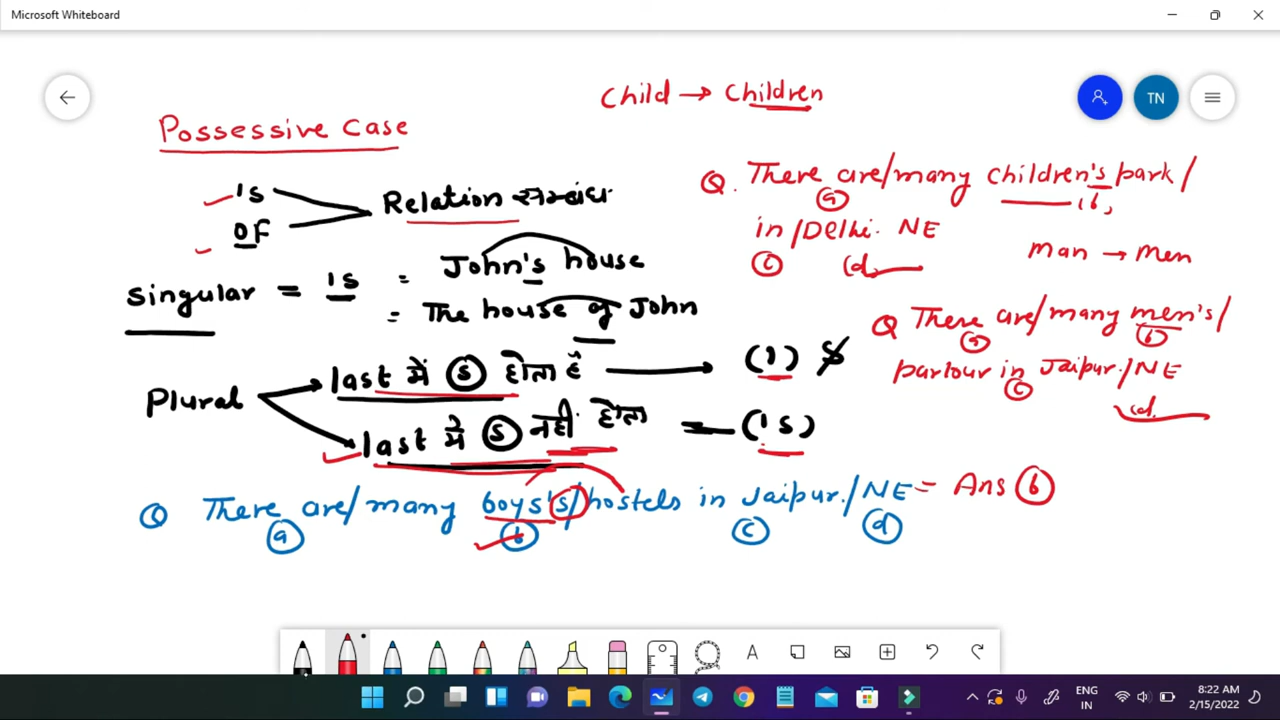 Microsoft Whiteboard
Child → Children
TN
Possessive Case
's
OF
Relation सम्बंध
singular = 's = John's house
= The house of John
Plural
last में s होता है → (') s
last मे s नही होता = ('s)
Q. There are/many children's park/
(a) (b)
in/Delhi. NE
(c) (d)
man → men
Q There are/many men's/
(a) (b)
parlour in Jaipur./NE
(c) (d)
Q There are/many boys's/hostels in Jaipur./NE = Ans (b)
(a) (b) (c) (d)
A
ENG
IN
8:22 AM
2/15/2022